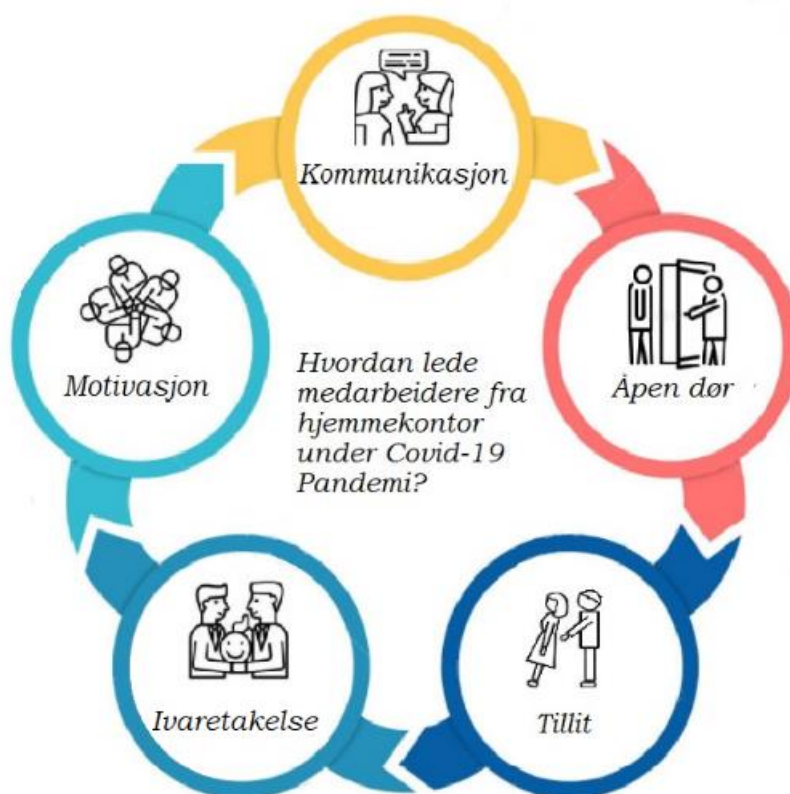 Kommunikasjon
Åpen dør
Motivasjon
Hvordan lede
medarbeidere fra
hjemmekontor
under Covid-19
Pandemi?
Tillit
Ivaretakelse